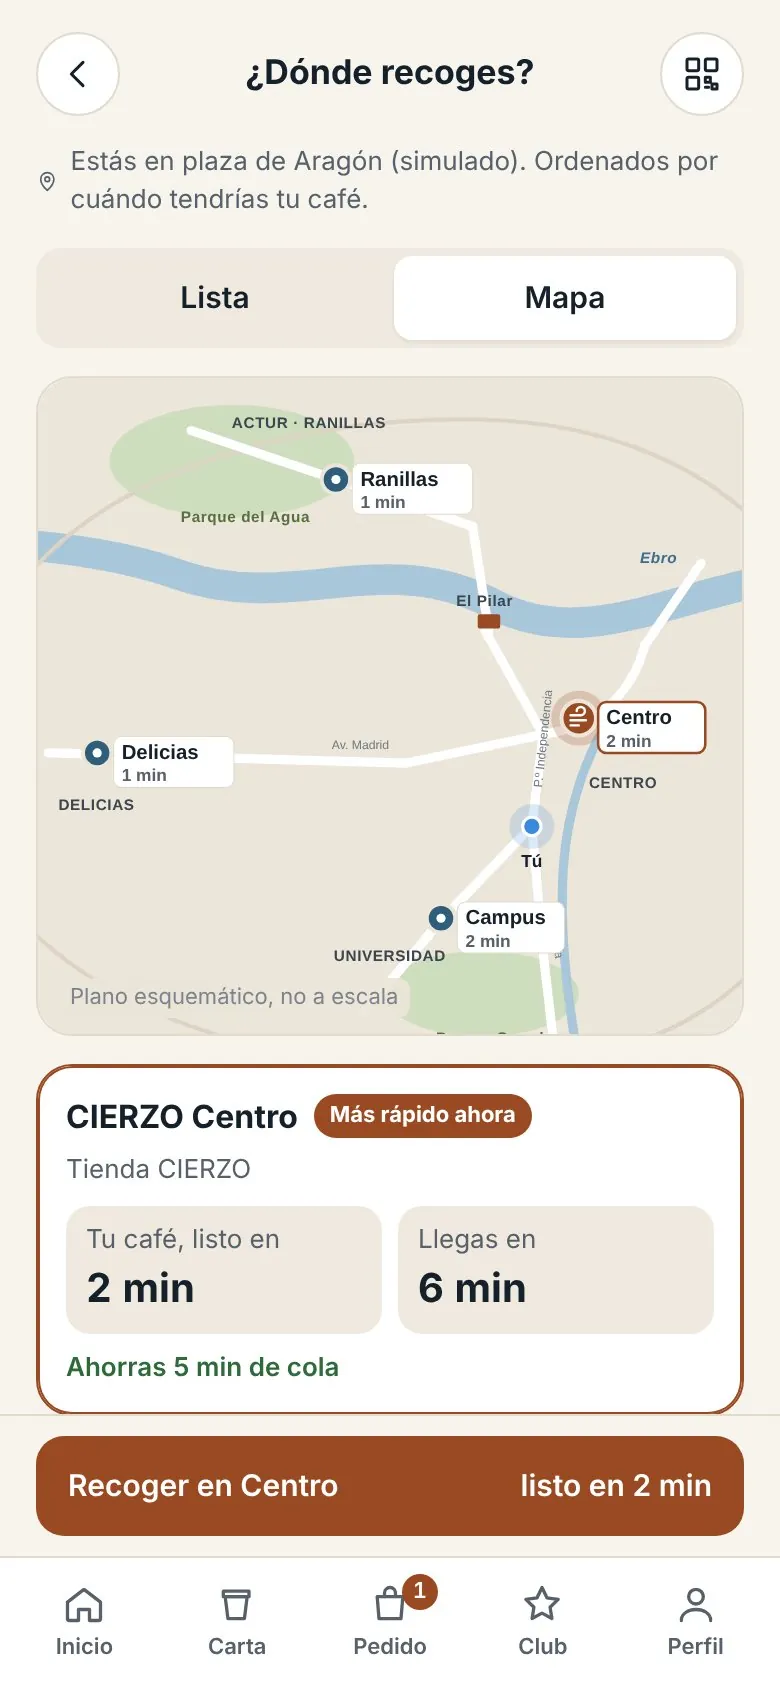 ¿Dónde recoges?
Estás en plaza de Aragón (simulado). Ordenados por
cuándo tendrías tu café.
Lista
Mapa
ACTUR · RANILLAS
Ranillas
1 min
Parque del Agua
Ebro
El Pilar
P.º Independencia
Centro
2 min
Av. Madrid
Delicias
1 min
CENTRO
DELICIAS
Tú
Campus
2 min
UNIVERSIDAD
Plano esquemático, no a escala
CIERZO Centro
Más rápido ahora
Tienda CIERZO
Tu café, listo en
2 min
Llegas en
6 min
Ahorras 5 min de cola
Recoger en Centro
listo en 2 min
1
Inicio
Carta
Pedido
Club
Perfil